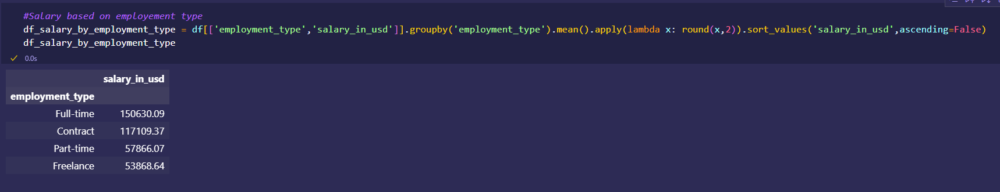 #Salary based on employement type
df_salary_by_employment_type = df[['employment_type','salary_in_usd']].groupby('employment_type').mean().apply(lambda x: round(x,2)).sort_values('salary_in_usd',ascending=False)
df_salary_by_employment_type
0.0s
salary_in_usd
employment_type
Full-time 150630.09
Contract 117109.37
Part-time 57866.07
Freelance 53868.64